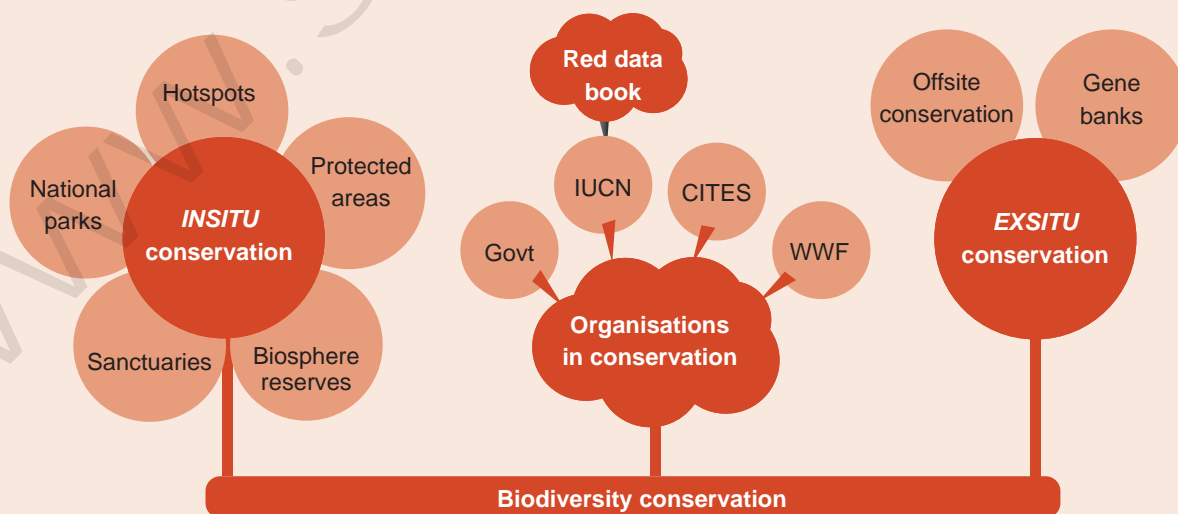 Hotspots
National
parks
Protected
areas
INSITU
conservation
Sanctuaries
Biosphere
reserves
Red data
book
Govt
IUCN
CITES
WWF
Organisations
in conservation
Offsite
conservation
Gene
banks
EXSITU
conservation
Biodiversity conservation